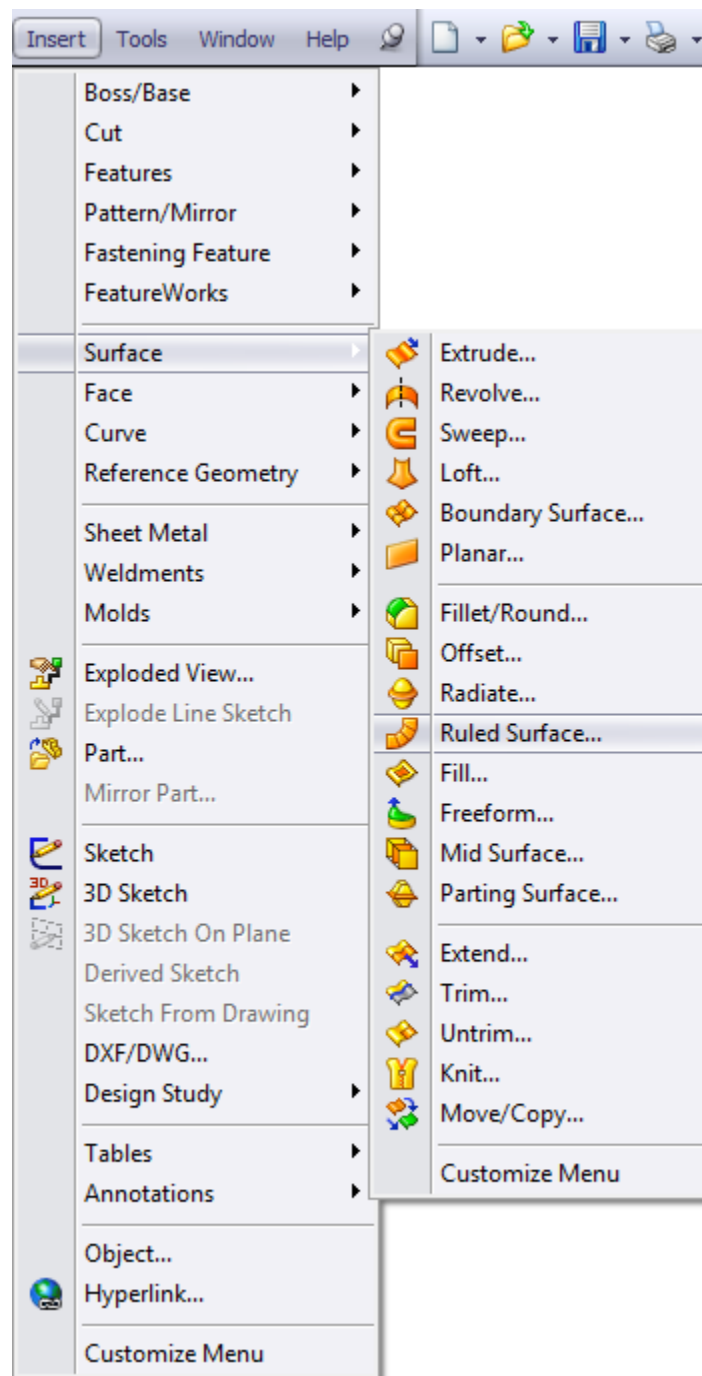 Insert Tools Window Help
Boss/Base
Cut
Features
Pattern/Mirror
Fastening Feature
FeatureWorks
Surface
Face
Curve
Reference Geometry
Sheet Metal
Weldments
Molds
Exploded View...
Explode Line Sketch
Part...
Mirror Part...
Sketch
3D
3D Sketch
3D Sketch On Plane
Derived Sketch
Sketch From Drawing
DXF/DWG...
Design Study
Tables
Annotations
Object...
Hyperlink...
Customize Menu
Extrude...
Revolve...
Sweep...
Loft...
Boundary Surface...
Planar...
Fillet/Round...
Offset...
Radiate...
Ruled Surface...
Fill...
Freeform...
Mid Surface...
Parting Surface...
Extend...
Trim...
Untrim...
Knit...
Move/Copy...
Customize Menu